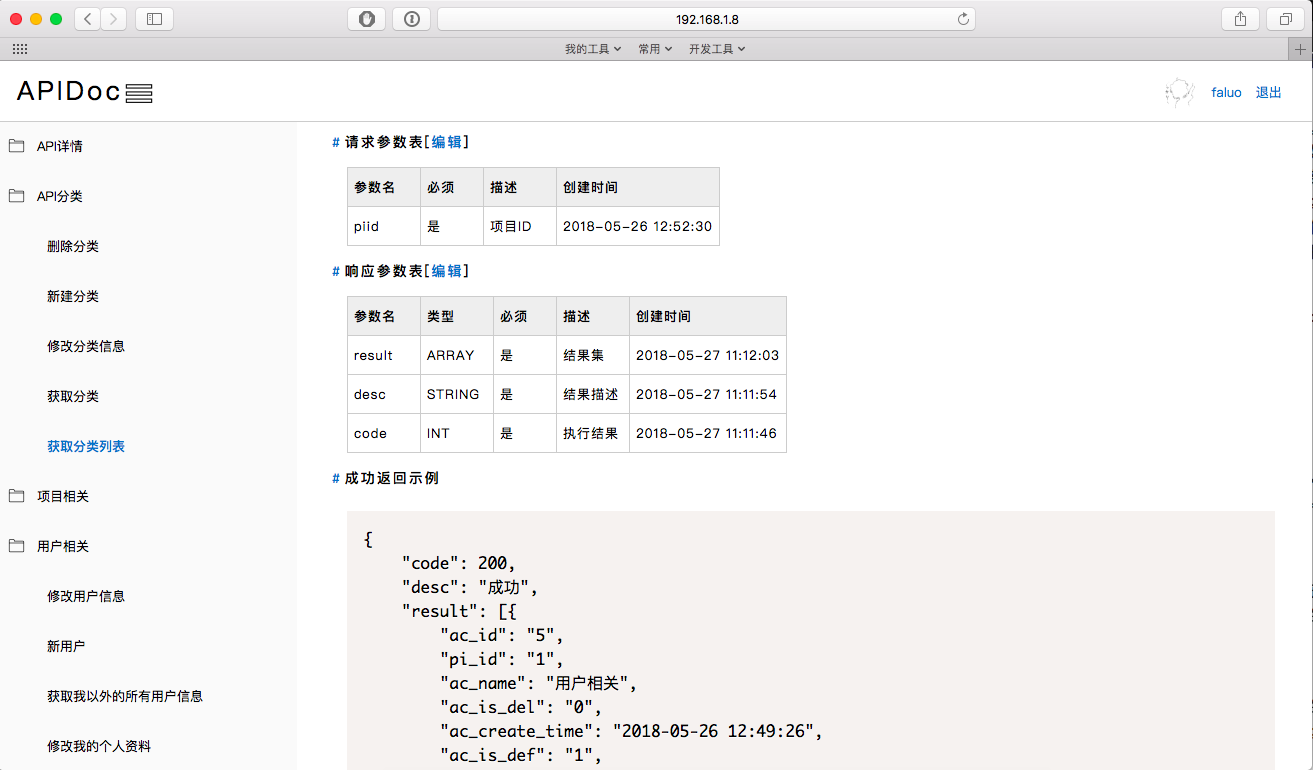 192.168.1.8
我的工具 常用 开发工具
APIDoc
faluo 退出
API详情
API分类
删除分类
新建分类
修改分类信息
获取分类
获取分类列表
项目相关
用户相关
修改用户信息
新用户
获取我以外的所有用户信息
修改我的个人资料
# 请求参数表[编辑]
参数名 必须 描述 创建时间
piid 是 项目ID 2018-05-26 12:52:30
# 响应参数表[编辑]
参数名 类型 必须 描述 创建时间
result ARRAY 是 结果集 2018-05-27 11:12:03
desc STRING 是 结果描述 2018-05-27 11:11:54
code INT 是 执行结果 2018-05-27 11:11:46
# 成功返回示例
{
"code": 200,
"desc": "成功",
"result": [{
"ac_id": "5",
"pi_id": "1",
"ac_name": "用户相关",
"ac_is_del": "0",
"ac_create_time": "2018-05-26 12:49:26",
"ac_is_def": "1",